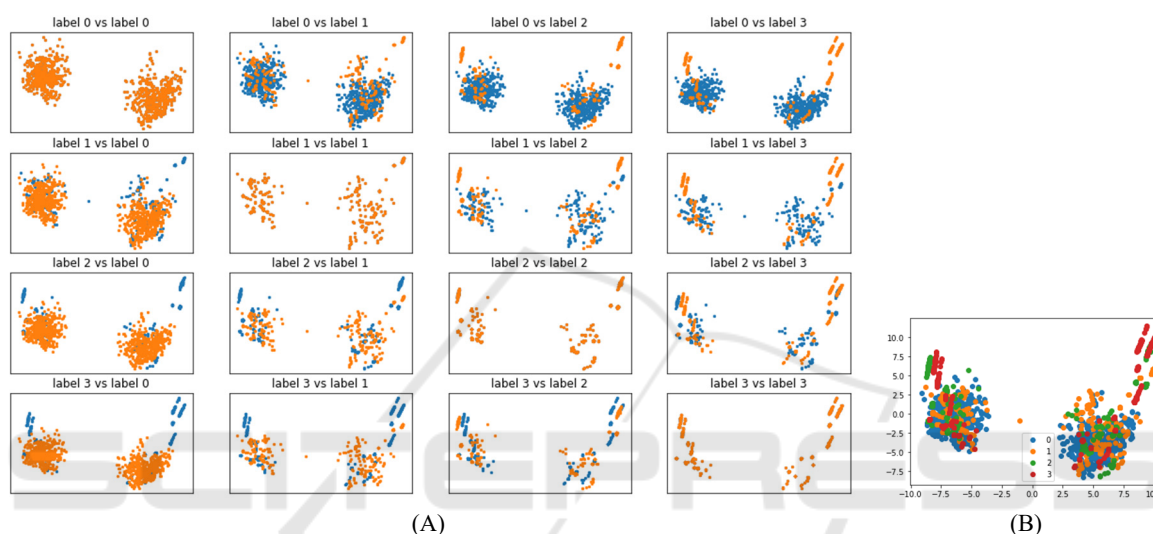 label 0 vs label 0
label 0 vs label 1
label 0 vs label 2
label 0 vs label 3
label 1 vs label 0
label 1 vs label 1
label 1 vs label 2
label 1 vs label 3
label 2 vs label 0
label 2 vs label 1
label 2 vs label 2
label 2 vs label 3
label 3 vs label 0
label 3 vs label 1
label 3 vs label 2
label 3 vs label 3
10.0
7.5
5.0
2.5
0.0
−2.5
−5.0
−7.5
0
1
2
3
−10.0 −7.5 −5.0 −2.5 0.0 2.5 5.0 7.5
SCITEPRESS
(A)
(B)